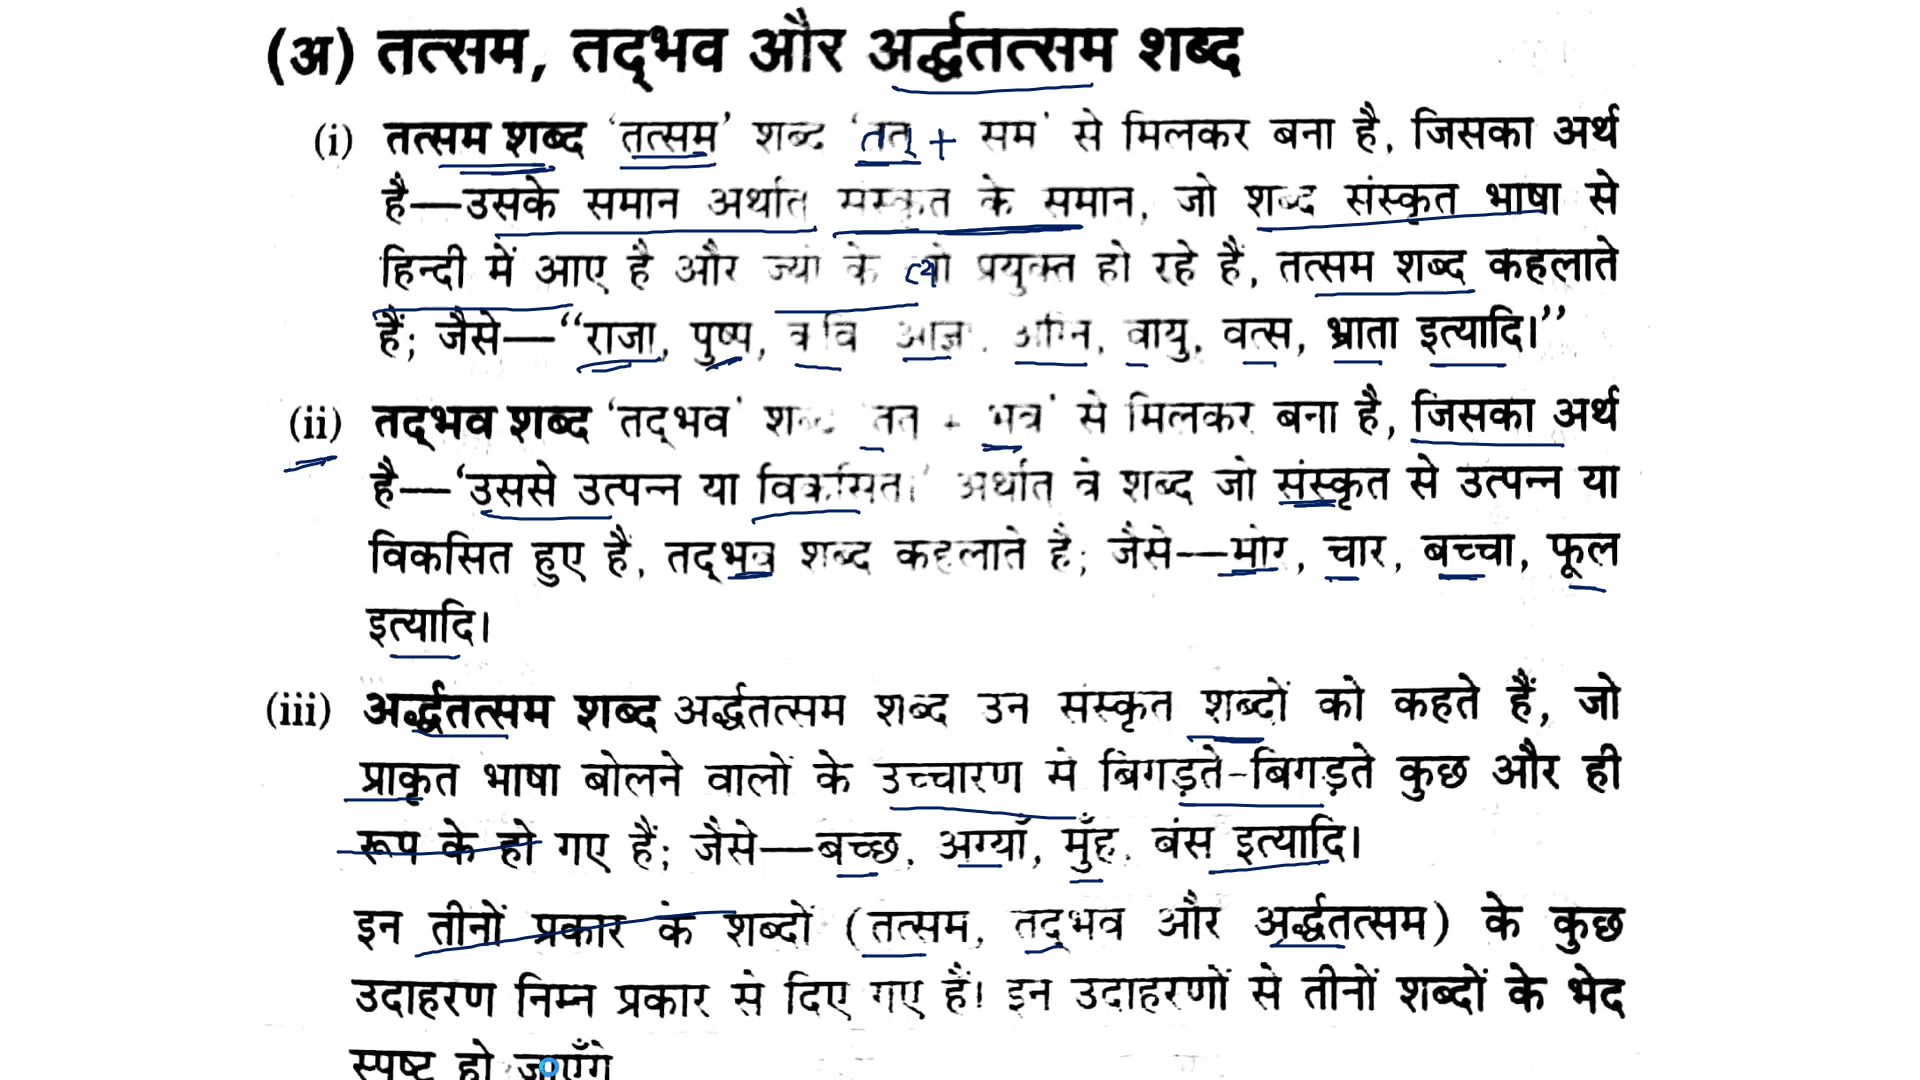 (अ) तत्सम, तद्‌भव और अर्द्धतत्सम शब्द
(i) तत्सम शब्द 'तत्सम' शब्द 'तत् + सम' से मिलकर बना है, जिसका अर्थ
है—उसके समान अर्थात संस्कृत के समान, जो शब्द संस्कृत भाषा से
हिन्दी में आए है और ज्यों के त्यों प्रयुक्त हो रहे हैं, तत्सम शब्द कहलाते
हैं; जैसे—“राजा, पुष्प, कवि, आज्ञा, अग्नि, वायु, वत्स, भ्राता इत्यादि।”
(ii) तद्‌भव शब्द 'तद्‌भव' शब्द तत + भव' से मिलकर बना है, जिसका अर्थ
है—'उससे उत्पन्न या विकसित।' अर्थात वे शब्द जो संस्कृत से उत्पन्न या
विकसित हुए हैं, तद्‌भव शब्द कहलाते हैं; जैसे—मोर, चार, बच्चा, फूल
इत्यादि।
(iii) अर्द्धतत्सम शब्द अर्द्धतत्सम शब्द उन संस्कृत शब्दों को कहते हैं, जो
प्राकृत भाषा बोलने वालों के उच्चारण से बिगड़ते-बिगड़ते कुछ और ही
रूप के हो गए हैं; जैसे—बच्छ, अग्याँ, मुँह, बंस इत्यादि।
इन तीनों प्रकार के शब्दों (तत्सम, तद्‌भव और अर्द्धतत्सम) के कुछ
उदाहरण निम्न प्रकार से दिए गए हैं। इन उदाहरणों से तीनों शब्दों के भेद
स्पष्ट हो जाएँगे